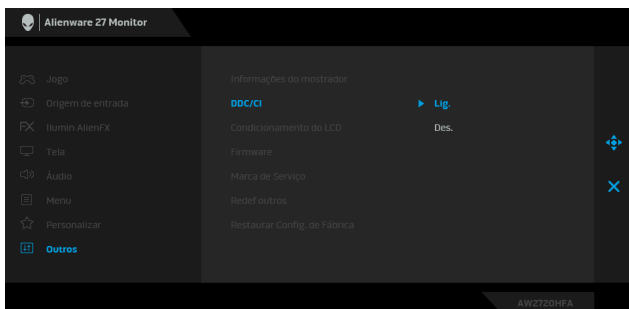 Alienware 27 Monitor
Jogo
Origem de entrada
Ilumin AlienFX
Tela
Áudio
Menu
Personalizar
Outros
Informações do mostrador
DDC/CI
Lig.
Des.
Condicionamento do LCD
Firmware
Marca de Serviço
Redef outros
Restaurar Config. de Fábrica
AW2720HFA